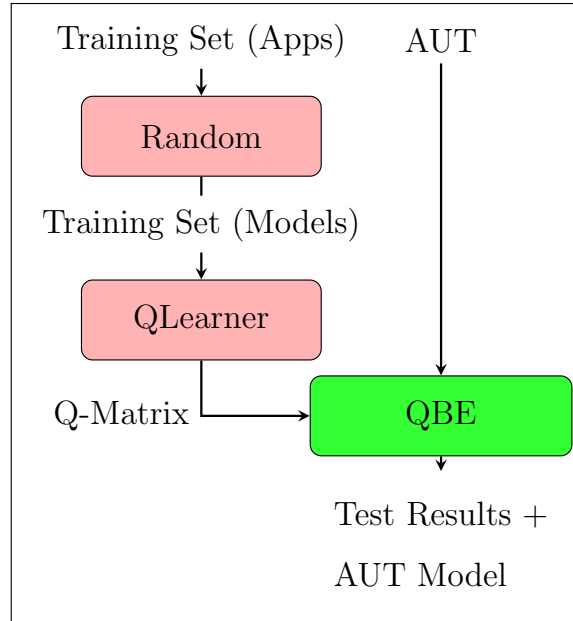 Training Set (Apps)
AUT
Random
Training Set (Models)
QLearner
Q-Matrix
QBE
Test Results +
AUT Model